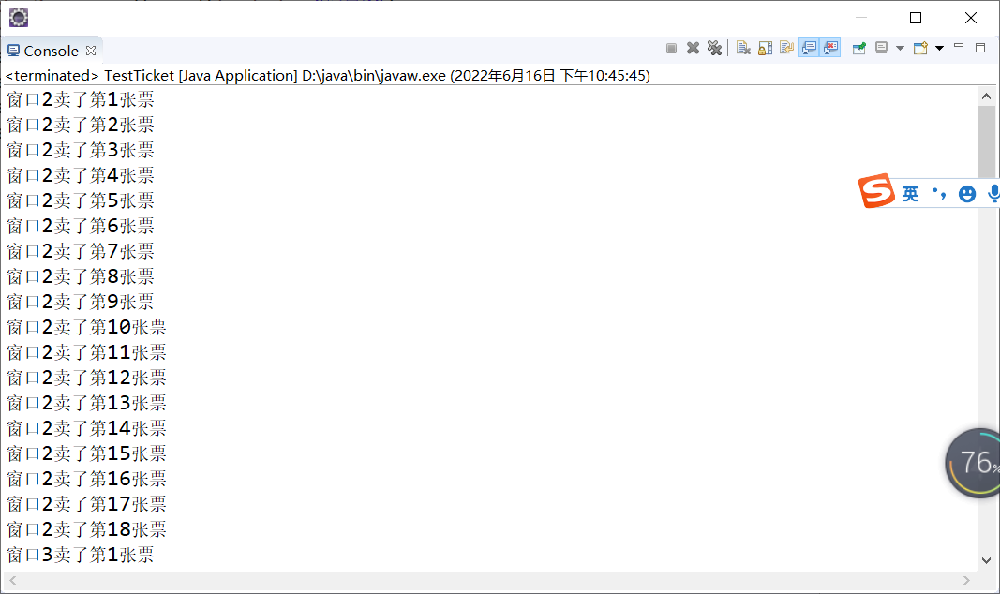 Console
<terminated> TestTicket [Java Application] D:\java\bin\javaw.exe (2022年6月16日 下午10:45:45)
窗口2卖了第1张票
窗口2卖了第2张票
窗口2卖了第3张票
窗口2卖了第4张票
窗口2卖了第5张票
窗口2卖了第6张票
窗口2卖了第7张票
窗口2卖了第8张票
窗口2卖了第9张票
窗口2卖了第10张票
窗口2卖了第11张票
窗口2卖了第12张票
窗口2卖了第13张票
窗口2卖了第14张票
窗口2卖了第15张票
窗口2卖了第16张票
窗口2卖了第17张票
窗口2卖了第18张票
窗口3卖了第1张票
S 英
76%